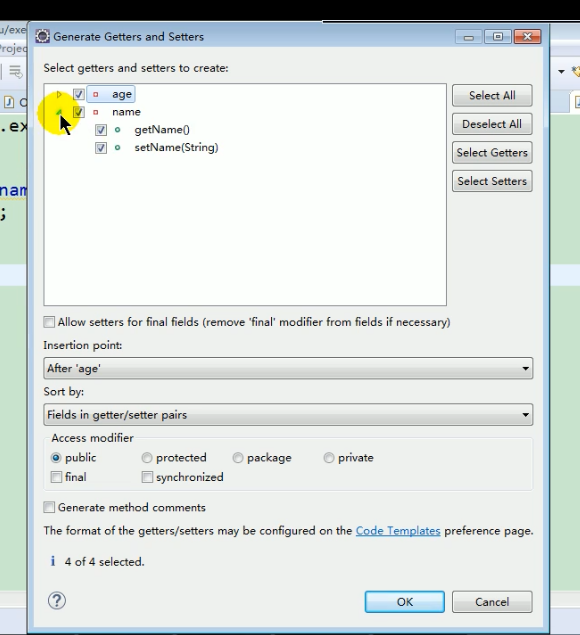 u/exe
Generate Getters and Setters
Projec
Select getters and setters to create:
age
Select All
name
Deselect All
.ex
getName()
setName(String)
Select Getters
nam
Select Setters
;
Allow setters for final fields (remove 'final' modifier from fields if necessary)
Insertion point:
After 'age'
Sort by:
Fields in getter/setter pairs
Access modifier
public protected package private
final synchronized
Generate method comments
The format of the getters/setters may be configured on the Code Templates preference page.
i 4 of 4 selected.
? OK Cancel